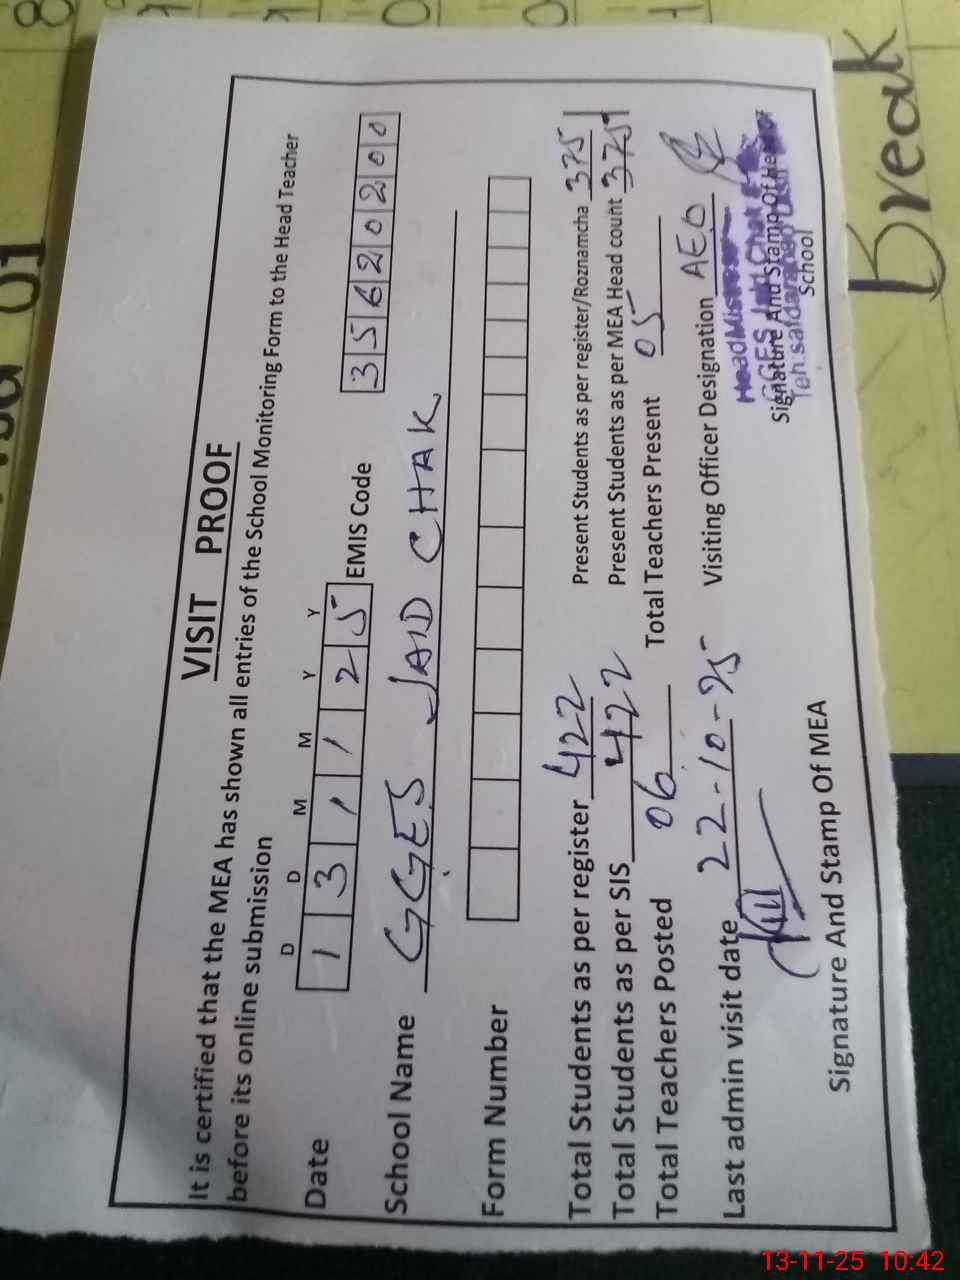 VISIT PROOF
It is certified that the MEA has shown all entries of the School Monitoring Form to the Head Teacher
before its online submission
D D M M Y Y
Date 1 3 1 1 2 5 EMIS Code 3 5 6 2 0 2 0 0
School Name GGES JAID CHAK
Form Number
Total Students as per register 422 Present Students as per register/Roznamcha 375
Total Students as per SIS 422 Present Students as per MEA Head count 375
Total Teachers Posted 06 Total Teachers Present 05
Last admin visit date 22-10-25 Visiting Officer Designation AEO
HeadMistress
GGES
Teh:safdarabad
Signature And Stamp Of MEA
Signature And Stamp Of Head of
School
Break
01
13-11-25 10:42